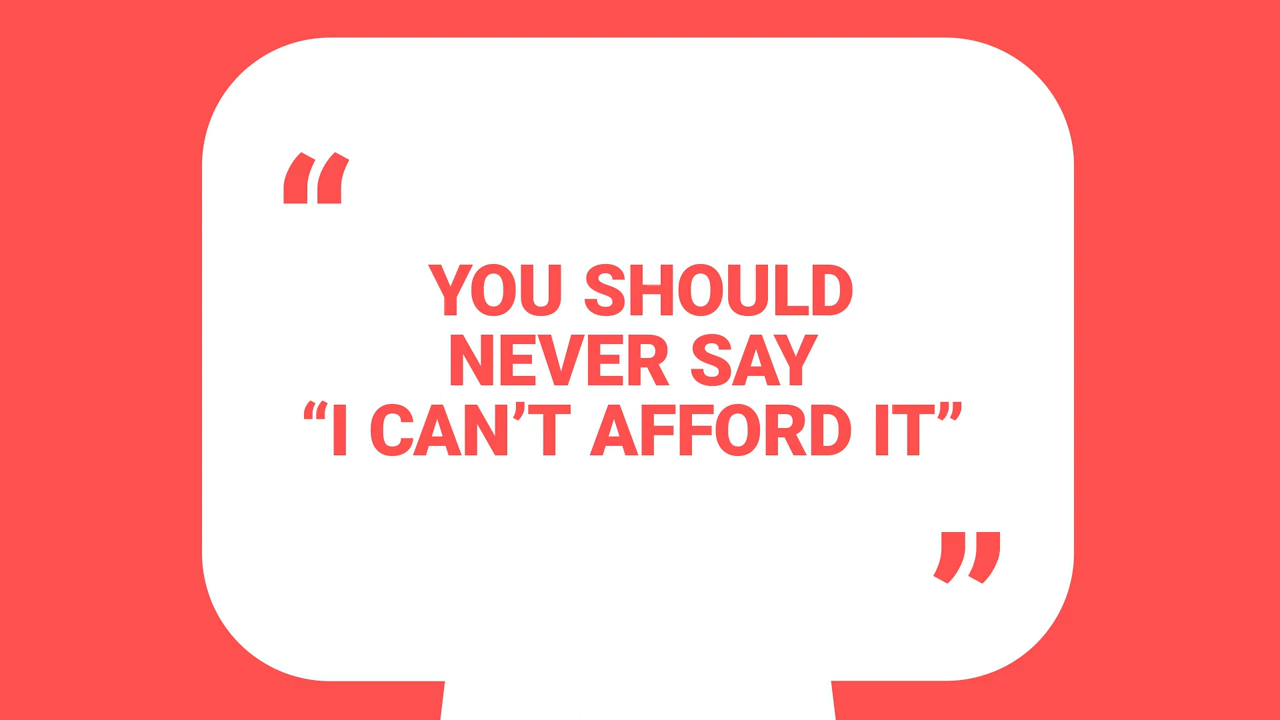 “
YOU SHOULD
NEVER SAY
“I CAN’T AFFORD IT”
”